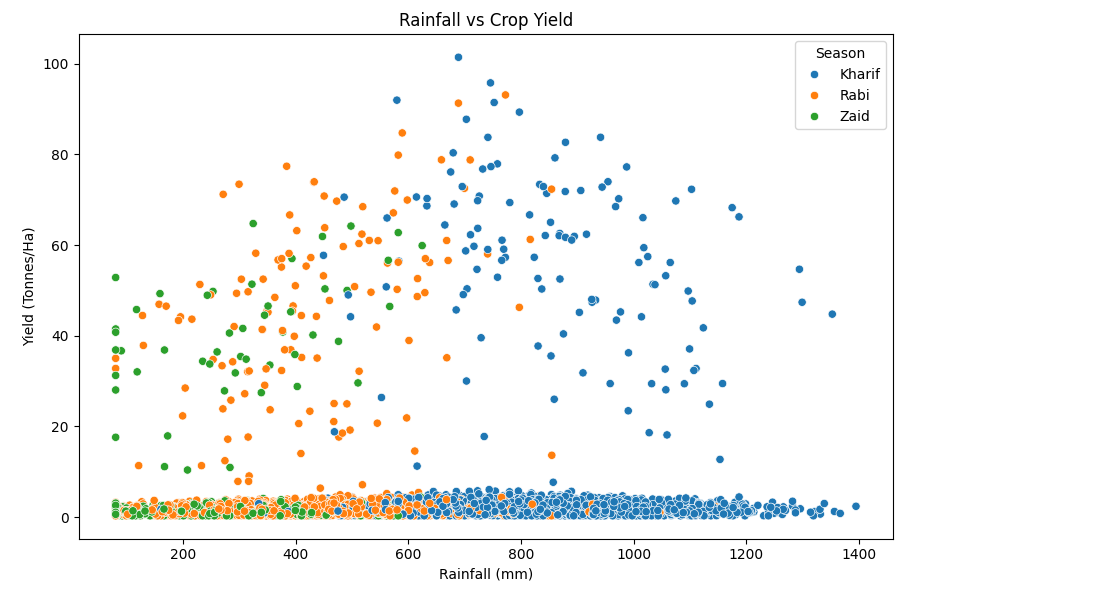 Rainfall vs Crop Yield
Season
Kharif
Rabi
Zaid
Yield (Tonnes/Ha)
100
80
60
40
20
0
200 400 600 800 1000 1200 1400
Rainfall (mm)